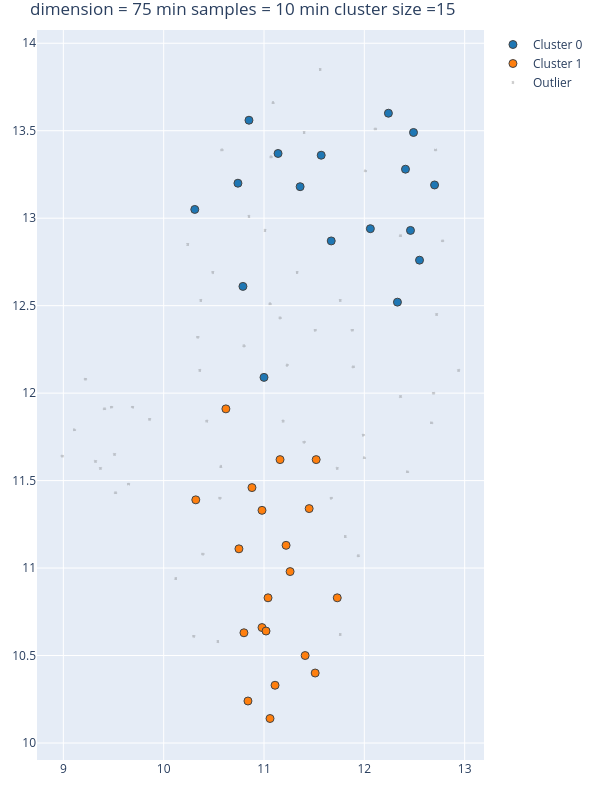 dimension = 75 min samples = 10 min cluster size =15
Cluster 0
Cluster 1
Outlier
14
13.5
13
12.5
12
11.5
11
10.5
10
9 10 11 12 13